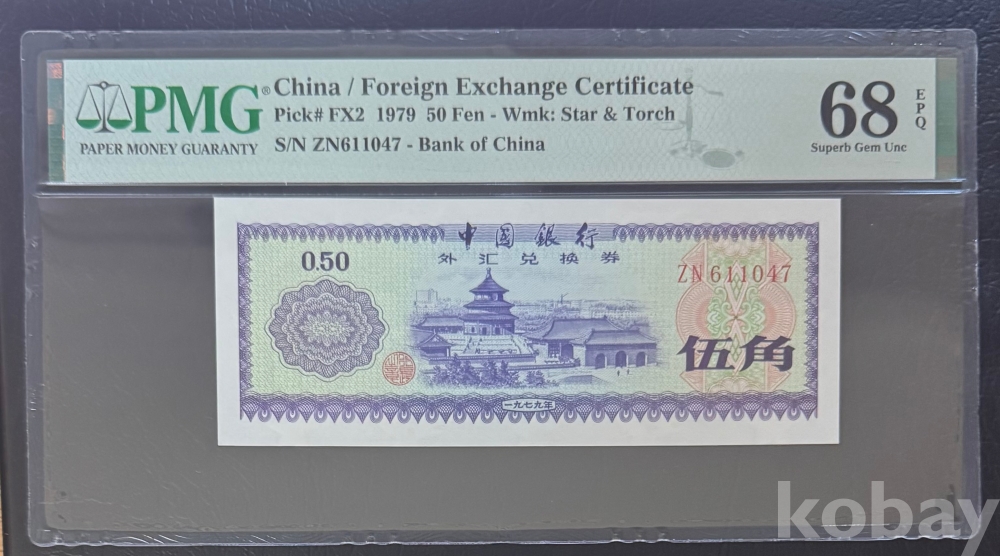 PMG®
PAPER MONEY GUARANTY
China / Foreign Exchange Certificate
Pick# FX2 1979 50 Fen - Wmk: Star & Torch
S/N ZN611047 - Bank of China
68
EPQ
Superb Gem Unc
中国銀行
外汇兑换券
0.50
ZN611047
伍角
一九七九年
kobay